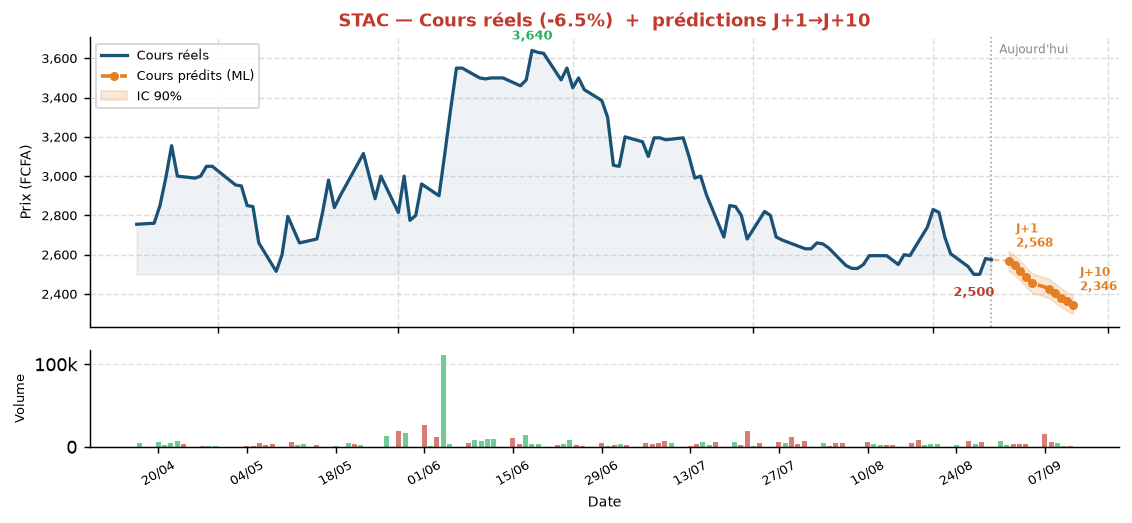 STAC — Cours réels (-6.5%)  +  prédictions J+1→J+10
3,640
Aujourd'hui
Cours réels
Cours prédits (ML)
IC 90%
3,600
3,400
3,200
3,000
2,800
2,600
2,400
Prix (FCFA)
J+1
2,568
J+10
2,346
2,500
100k
0
Volume
20/04
04/05
18/05
01/06
15/06
29/06
13/07
27/07
10/08
24/08
07/09
Date